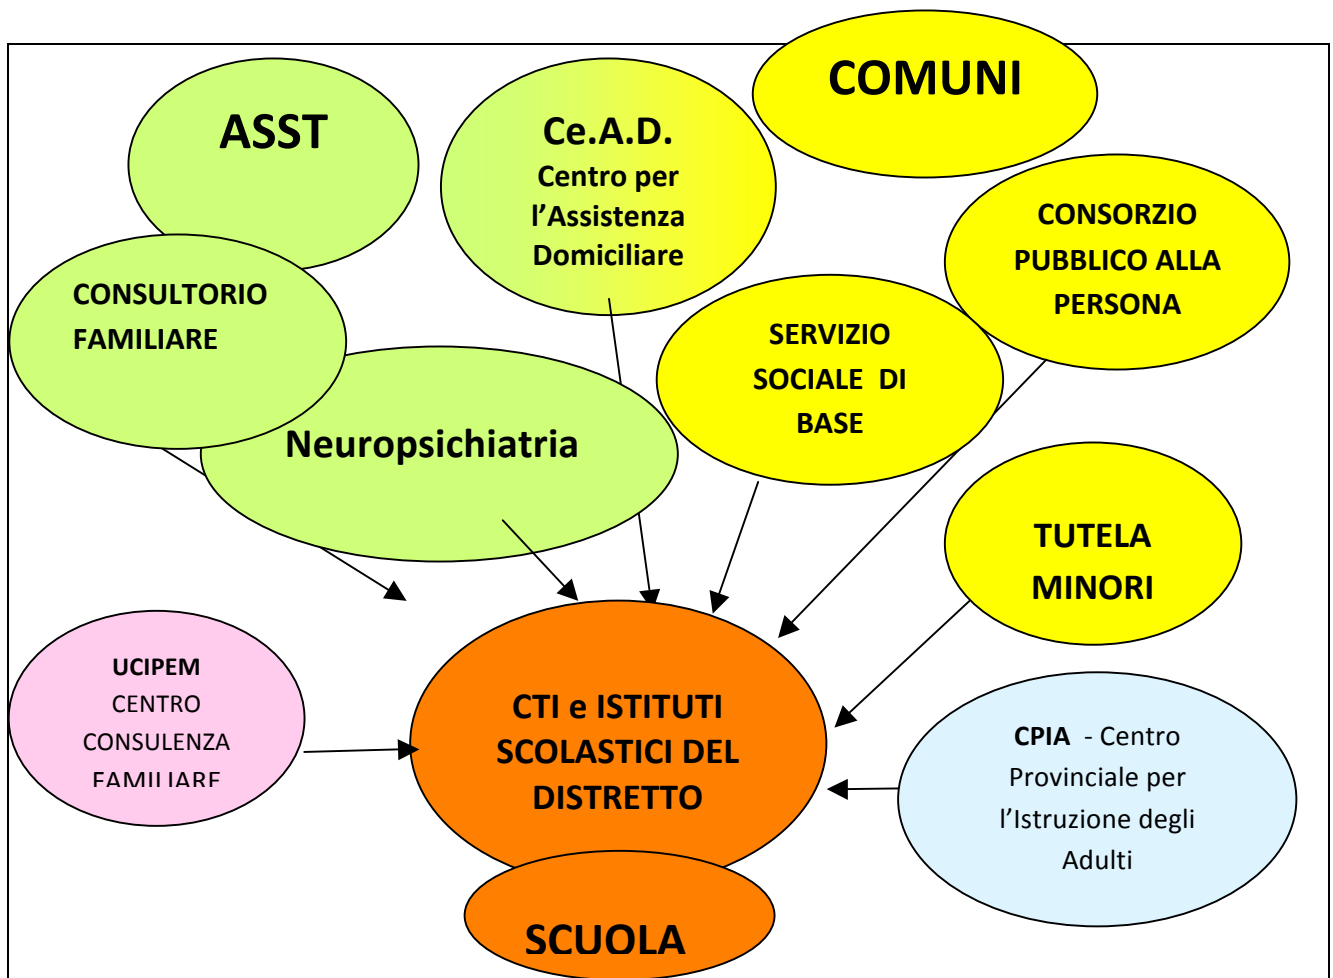 COMUNI
ASST
Ce.A.D.
Centro per
l’Assistenza
Domiciliare
CONSORZIO
PUBBLICO ALLA
PERSONA
CONSULTORIO
FAMILIARE
SERVIZIO
SOCIALE DI
BASE
Neuropsichiatria
TUTELA
MINORI
UCIPEM
CENTRO
CONSULENZA
FAMILIARE
CTI e ISTITUTI
SCOLASTICI DEL
DISTRETTO
CPIA - Centro
Provinciale per
l’Istruzione degli
Adulti
SCUOLA